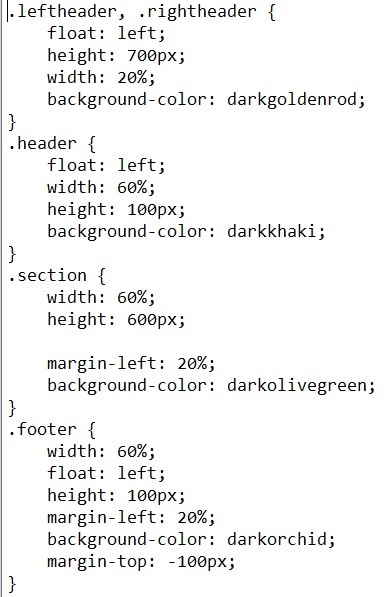 .leftheader, .rightheader {
    float: left;
    height: 700px;
    width: 20%;
    background-color: darkgoldenrod;
}
.header {
    float: left;
    width: 60%;
    height: 100px;
    background-color: darkkhaki;
}
.section {
    width: 60%;
    height: 600px;

    margin-left: 20%;
    background-color: darkolivegreen;
}
.footer {
    width: 60%;
    float: left;
    height: 100px;
    margin-left: 20%;
    background-color: darkorchid;
    margin-top: -100px;
}